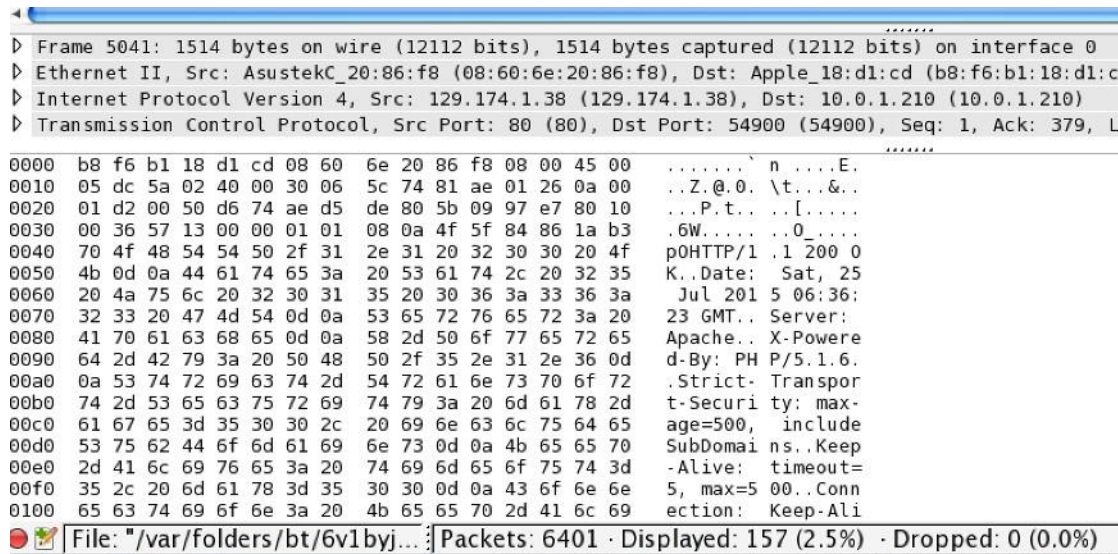 Frame 5041: 1514 bytes on wire (12112 bits), 1514 bytes captured (12112 bits) on interface 0
Ethernet II, Src: AsustekC_20:86:f8 (08:60:6e:20:86:f8), Dst: Apple_18:d1:cd (b8:f6:b1:18:d1:c
Internet Protocol Version 4, Src: 129.174.1.38 (129.174.1.38), Dst: 10.0.1.210 (10.0.1.210)
Transmission Control Protocol, Src Port: 80 (80), Dst Port: 54900 (54900), Seq: 1, Ack: 379, L
0000 b8 f6 b1 18 d1 cd 08 60 6e 20 86 f8 08 00 45 00 .......` n ....E.
0010 05 dc 5a 02 40 00 30 06 5c 74 81 ae 01 26 0a 00 ..Z.@.0. \t...&..
0020 01 d2 00 50 d6 74 ae d5 de 80 5b 09 97 e7 80 10 ...P.t.. ..[.....
0030 00 36 57 13 00 00 01 01 08 0a 4f 5f 84 86 1a b3 .6W..... ..O_....
0040 70 4f 48 54 54 50 2f 31 2e 31 20 32 30 30 20 4f pOHTTP/1 .1 200 O
0050 4b 0d 0a 44 61 74 65 3a 20 53 61 74 2c 20 32 35 K..Date: Sat, 25
0060 20 4a 75 6c 20 32 30 31 35 20 30 36 3a 33 36 3a Jul 201 5 06:36:
0070 32 33 20 47 4d 54 0d 0a 53 65 72 76 65 72 3a 20 23 GMT.. Server:
0080 41 70 61 63 68 65 0d 0a 58 2d 50 6f 77 65 72 65 Apache.. X-Powere
0090 64 2d 42 79 3a 20 50 48 50 2f 35 2e 31 2e 36 0d d-By: PH P/5.1.6.
00a0 0a 53 74 72 69 63 74 2d 54 72 61 6e 73 70 6f 72 .Strict- Transpor
00b0 74 2d 53 65 63 75 72 69 74 79 3a 20 6d 61 78 2d t-Securi ty: max-
00c0 61 67 65 3d 35 30 30 2c 20 69 6e 63 6c 75 64 65 age=500, include
00d0 53 75 62 44 6f 6d 61 69 6e 73 0d 0a 4b 65 65 70 SubDomai ns..Keep
00e0 2d 41 6c 69 76 65 3a 20 74 69 6d 65 6f 75 74 3d -Alive: timeout=
00f0 35 2c 20 6d 61 78 3d 35 30 30 0d 0a 43 6f 6e 6e 5, max=5 00..Conn
0100 65 63 74 69 6f 6e 3a 20 4b 65 65 70 2d 41 6c 69 ection: Keep-Ali
File: "/var/folders/bt/6v1byj... Packets: 6401 · Displayed: 157 (2.5%) · Dropped: 0 (0.0%)